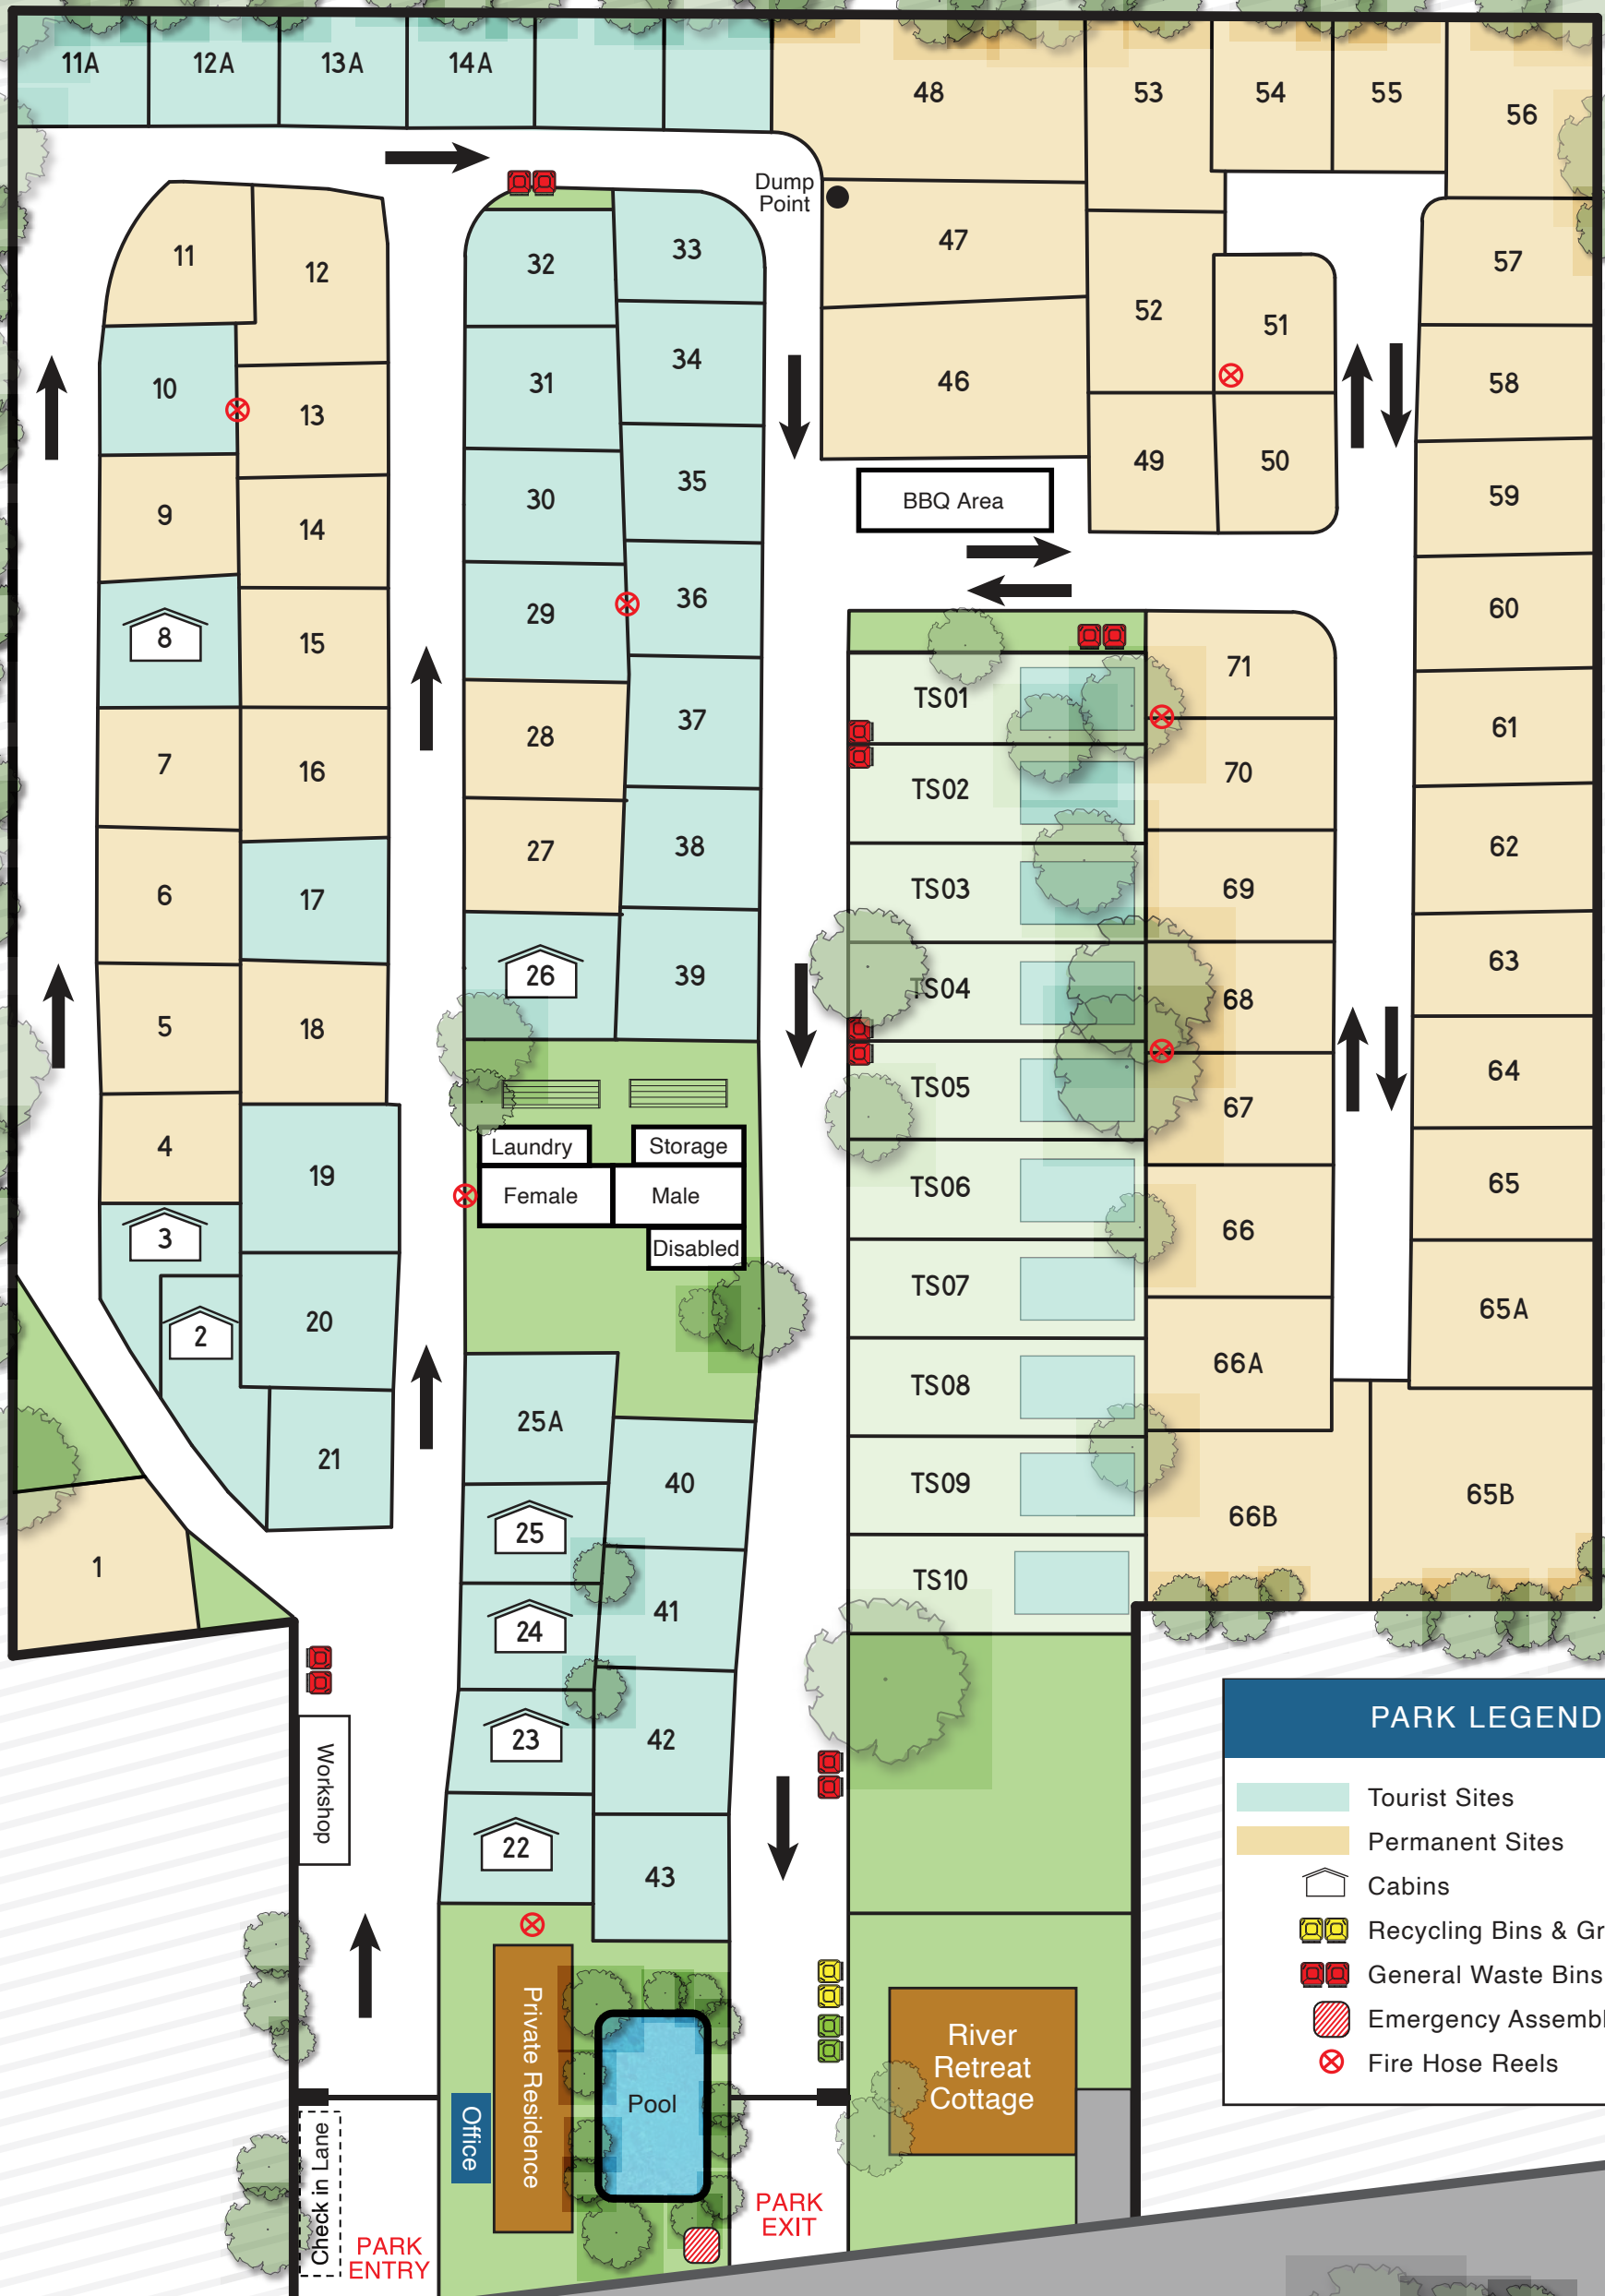 11A
12A
13A
14A
48
53
54
55
56
Dump
Point
11
12
32
33
47
52
51
57
10
13
31
34
46
58
9
14
30
35
49
50
59
BBQ Area
8
15
29
36
60
71
TS01
7
16
28
37
61
70
TS02
6
17
27
38
62
69
TS03
5
18
26
39
63
68
TS04
64
67
TS05
4
19
Laundry
Storage
Female
Male
Disabled
65
TS06
3
20
2
66
TS07
65A
66A
TS08
21
25A
40
TS09
65B
66B
1
25
41
TS10
24
23
42
22
43
Workshop
PARK LEGEND
Tourist Sites
Permanent Sites
Cabins
Recycling Bins & Gr
General Waste Bins
Emergency Assembl
Fire Hose Reels
Private Residence
Pool
Office
River
Retreat
Cottage
Check in Lane
PARK
ENTRY
PARK
EXIT